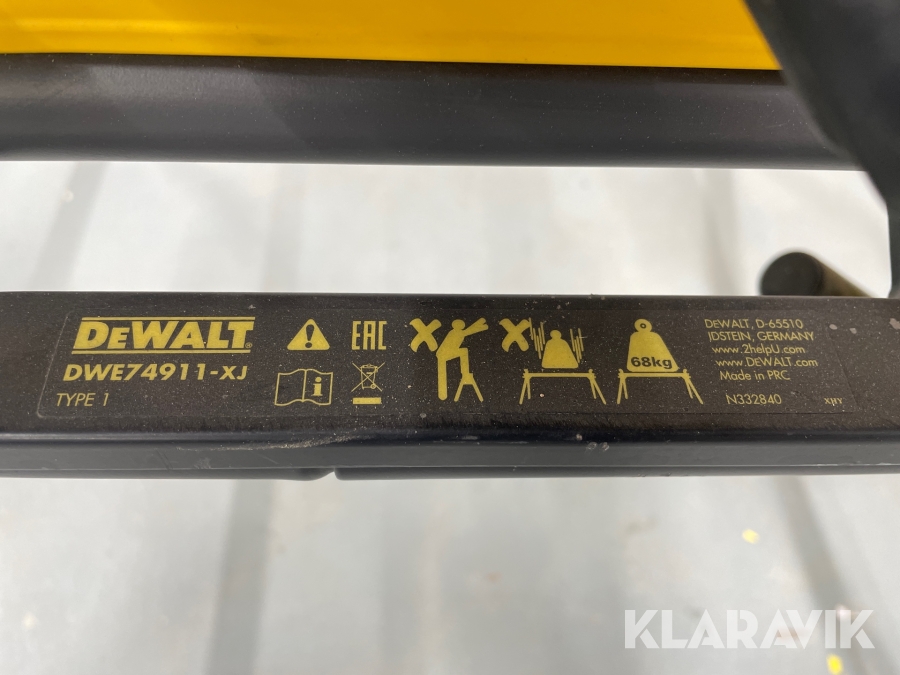 DEWALT
DWE74911-XJ
TYPE 1
EAC
68kg
DEWALT, D-65510
IDSTEIN, GERMANY
www.2helpU.com
www.DEWALT.com
Made in PRC
N332840
KLARAVIK